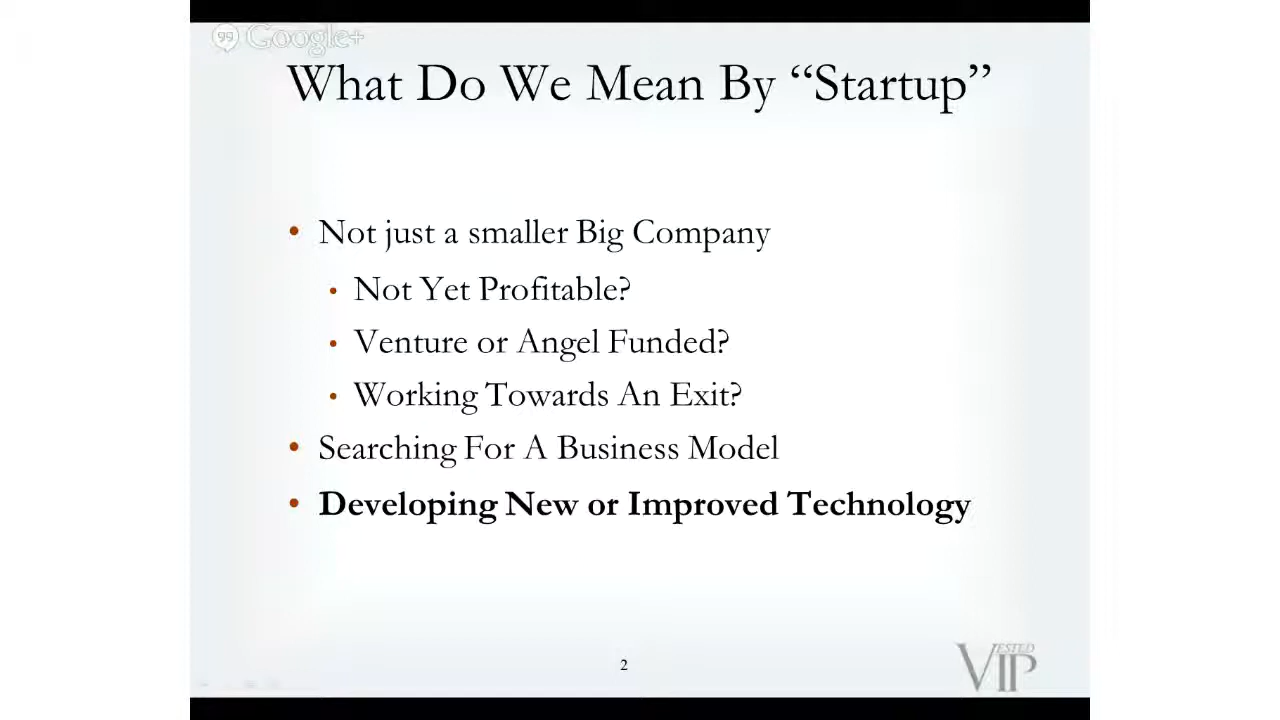 Google+
What Do We Mean By “Startup”
• Not just a smaller Big Company
• Not Yet Profitable?
• Venture or Angel Funded?
• Working Towards An Exit?
• Searching For A Business Model
• Developing New or Improved Technology
2
VESTED
VIP